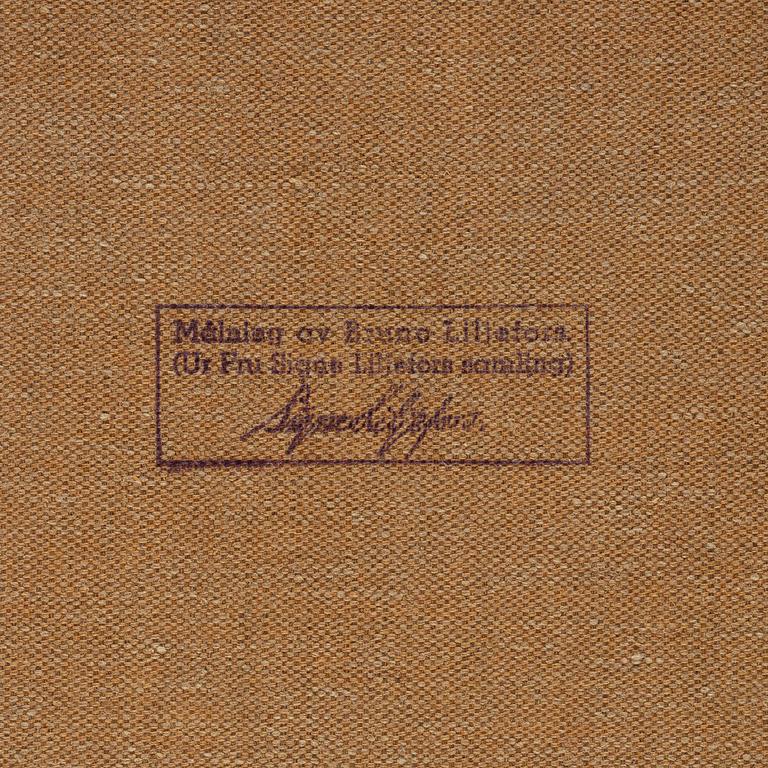 Målning av Bruno Liljefors.
(Ur Fru Signe Liljefors samling)